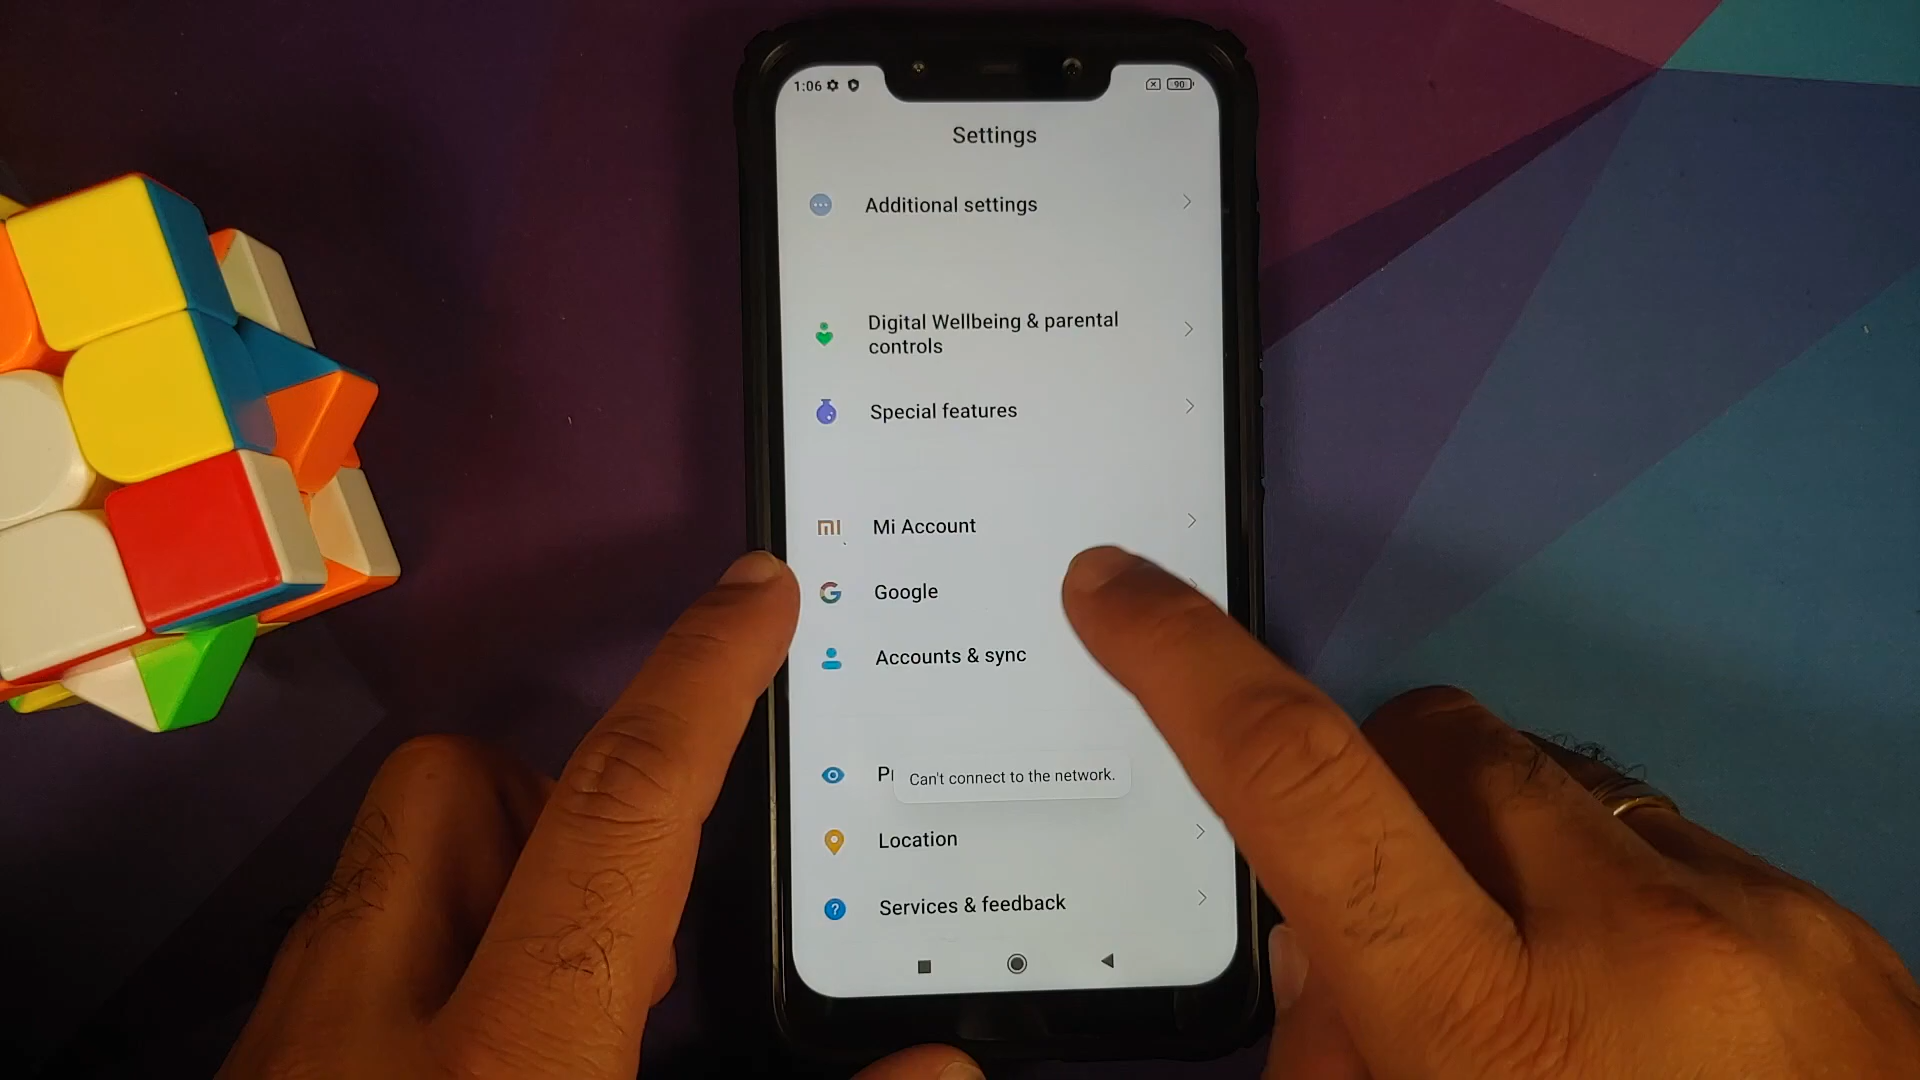 1:06
90
Settings
Additional settings
Digital Wellbeing & parental
controls
Special features
Mi Account
Google
Accounts & sync
Can't connect to the network.
Location
Services & feedback